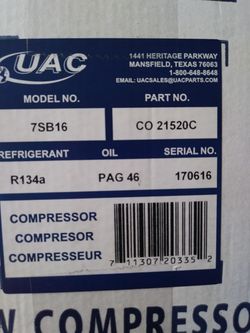 UAC
1441 HERITAGE PARKWAY
MANSFIELD, TEXAS 76063
1-800-648-8648
EMAIL: UACSALES@UACPARTS.COM
MODEL NO. PART NO.
7SB16 CO 21520C
REFRIGERANT OIL SERIAL NO.
R134a PAG 46 170616
COMPRESSOR
COMPRESOR
COMPRESSEUR
7 11307 20335 2
W COMPRESSO